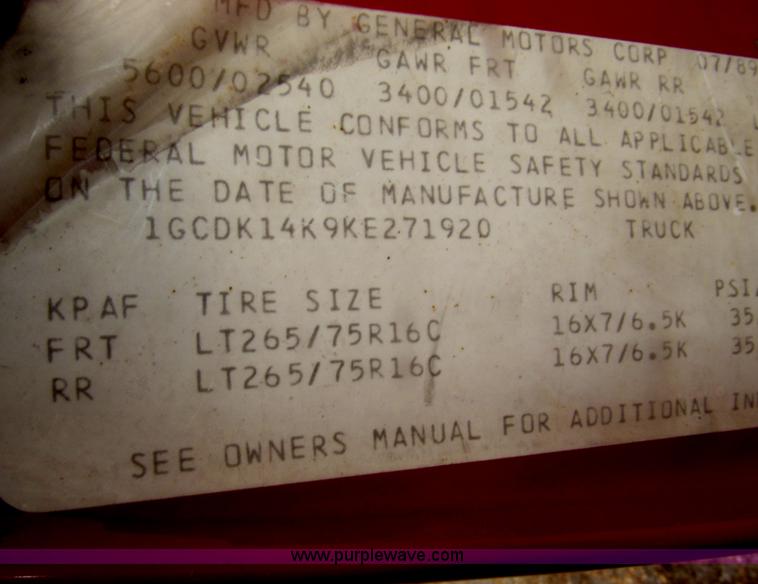 MFD BY GENERAL MOTORS CORP 07/89
GVWR GAWR FRT GAWR RR
5600/02540 3400/01542 3400/01542
THIS VEHICLE CONFORMS TO ALL APPLICABLE
FEDERAL MOTOR VEHICLE SAFETY STANDARDS
ON THE DATE OF MANUFACTURE SHOWN ABOVE.
1GCDK14K9KE271920 TRUCK
KPAF TIRE SIZE RIM PSI
FRT LT265/75R16C 16X7/6.5K 35
RR LT265/75R16C 16X7/6.5K 35
SEE OWNERS MANUAL FOR ADDITIONAL IN
www.purplewave.com